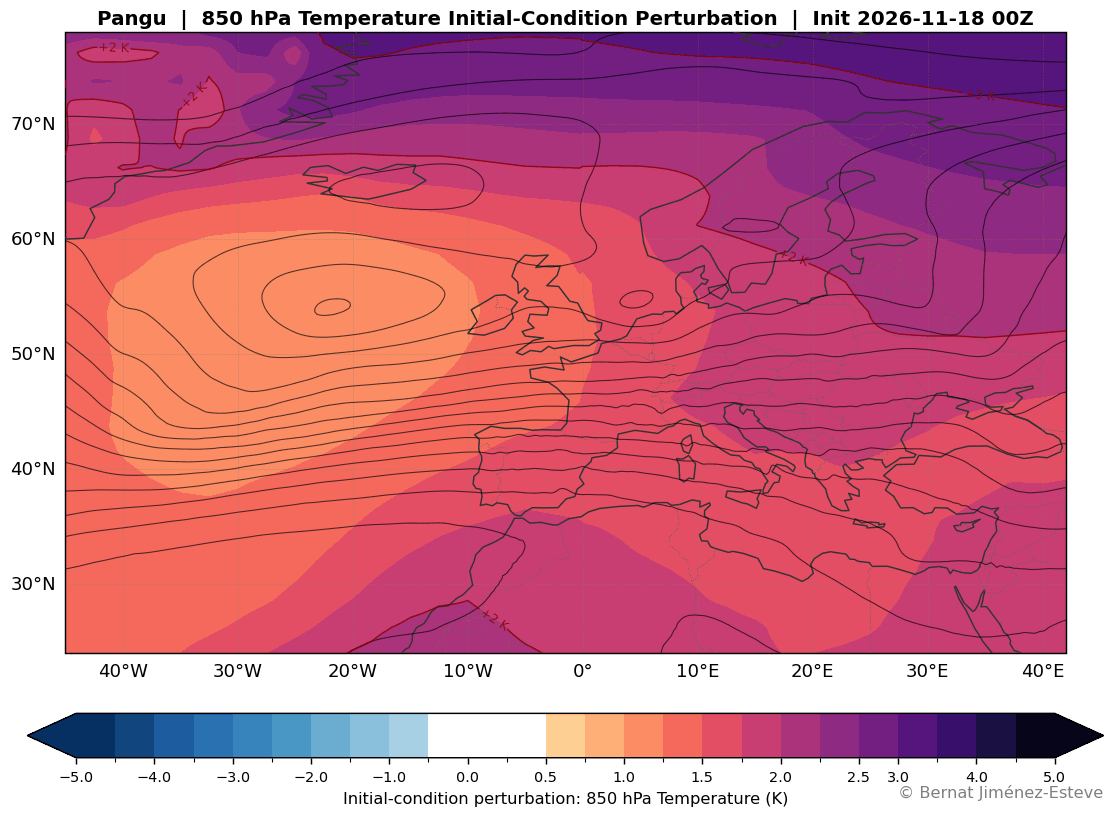 Pangu | 850 hPa Temperature Initial-Condition Perturbation | Init 2026-11-18 00Z
+2 K
+2 K
+2 K
70°N
60°N
+2 K
50°N
40°N
30°N
+2 K
40°W 30°W 20°W 10°W 0° 10°E 20°E 30°E 40°E
−5.0 −4.0 −3.0 −2.0 −1.0 0.0 0.5 1.0 1.5 2.0 2.5 3.0 4.0 5.0
Initial-condition perturbation: 850 hPa Temperature (K)
© Bernat Jiménez-Esteve